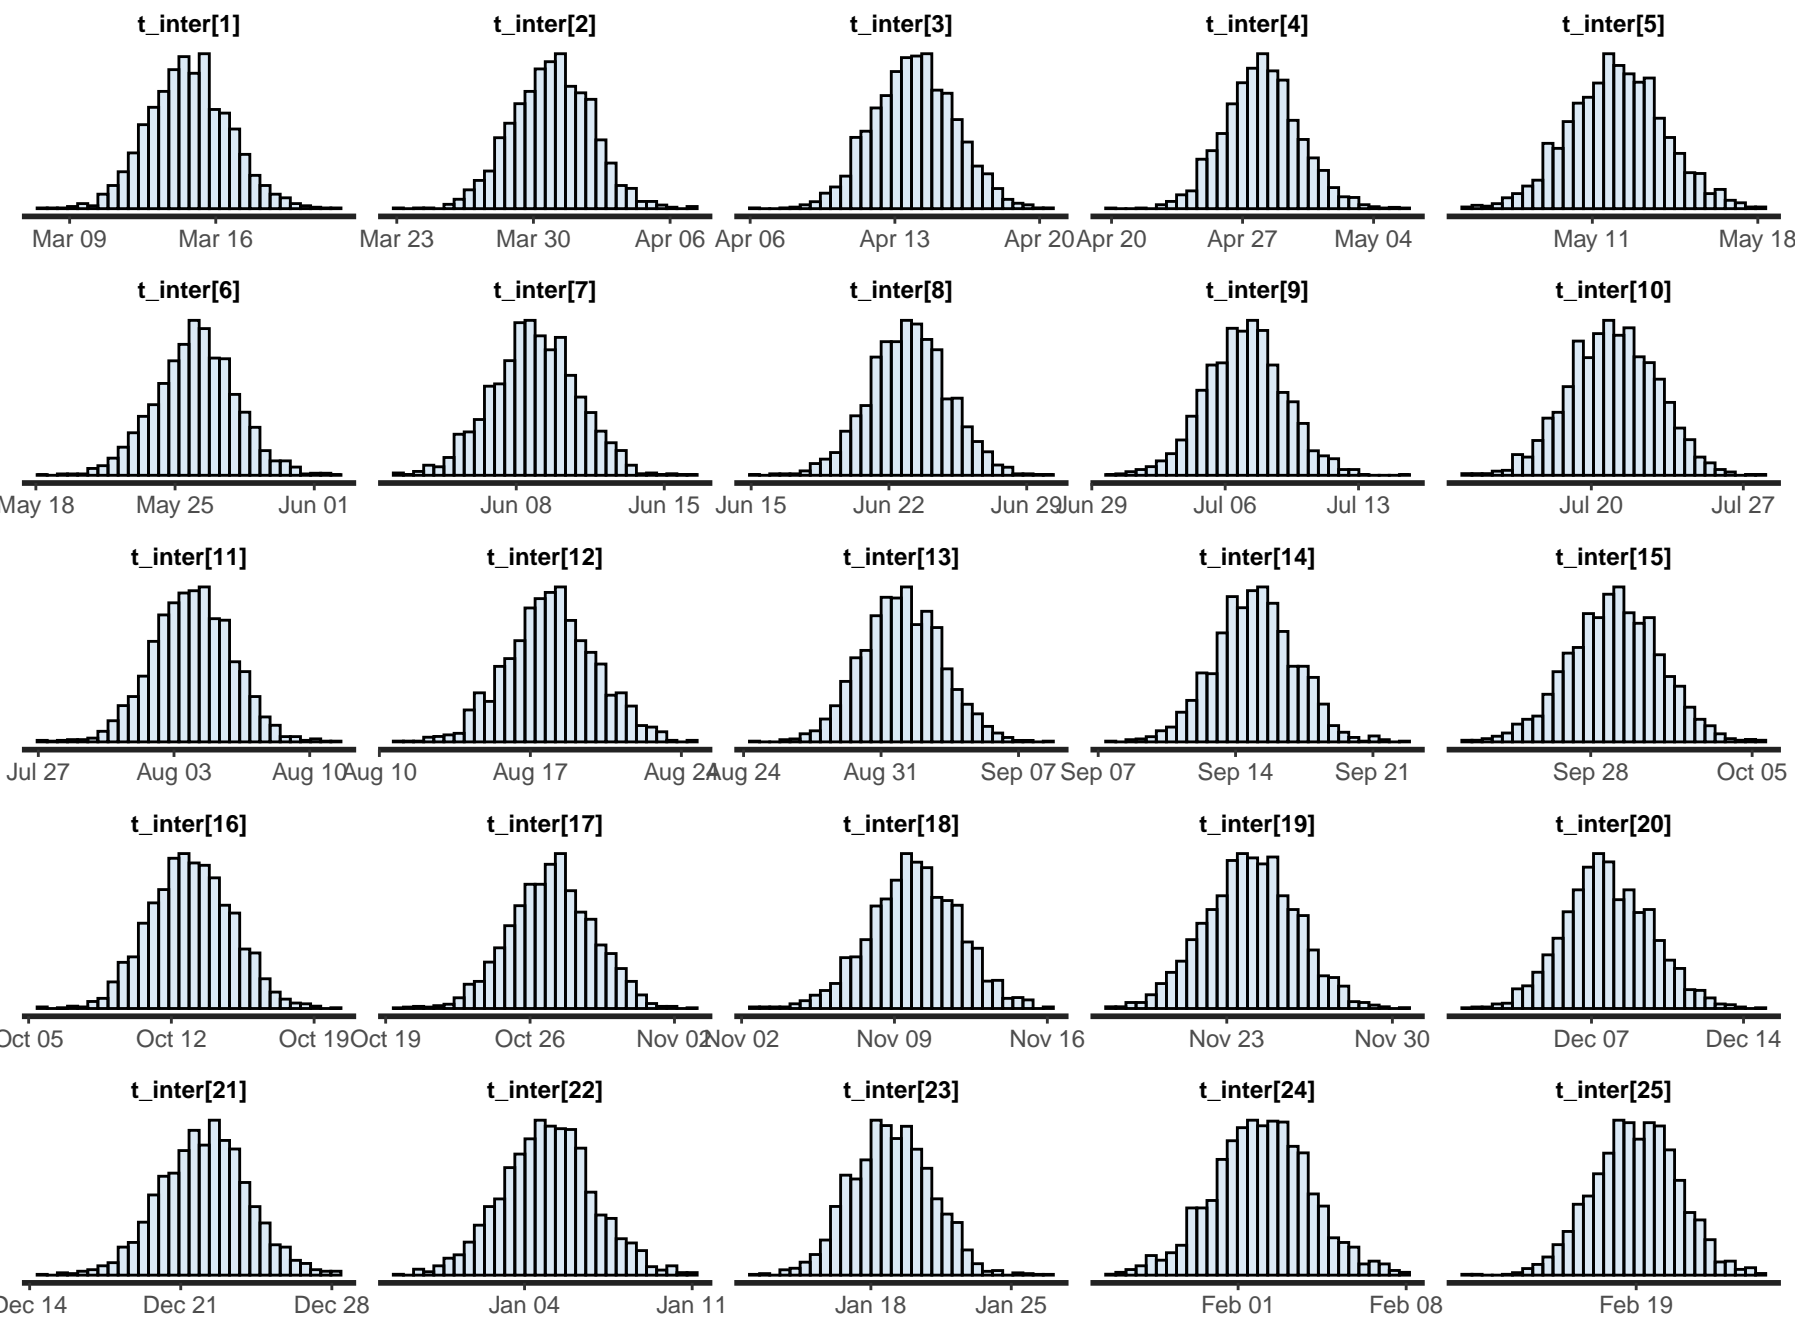 t_inter[1] t_inter[2] t_inter[3] t_inter[4] t_inter[5]
Mar 09 Mar 16 Mar 23 Mar 30 Apr 06 Apr 06 Apr 13 Apr 20 Apr 20 Apr 27 May 04 May 11 May 18
t_inter[6] t_inter[7] t_inter[8] t_inter[9] t_inter[10]
May 18 May 25 Jun 01 Jun 08 Jun 15 Jun 15 Jun 22 Jun 29 Jun 29 Jul 06 Jul 13 Jul 20 Jul 27
t_inter[11] t_inter[12] t_inter[13] t_inter[14] t_inter[15]
Jul 27 Aug 03 Aug 10 Aug 10 Aug 17 Aug 24 Aug 24 Aug 31 Sep 07 Sep 07 Sep 14 Sep 21 Sep 28 Oct 05
t_inter[16] t_inter[17] t_inter[18] t_inter[19] t_inter[20]
Oct 05 Oct 12 Oct 19 Oct 19 Oct 26 Nov 02 Nov 02 Nov 09 Nov 16 Nov 23 Nov 30 Dec 07 Dec 14
t_inter[21] t_inter[22] t_inter[23] t_inter[24] t_inter[25]
Dec 14 Dec 21 Dec 28 Jan 04 Jan 11 Jan 18 Jan 25 Feb 01 Feb 08 Feb 19